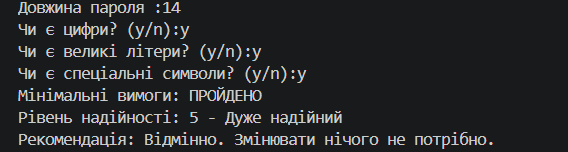 Довжина пароля :14
Чи є цифри? (y/n):y
Чи є великі літери? (y/n):y
Чи є спеціальні символи? (y/n):y
Мінімальні вимоги: ПРОЙДЕНО
Рівень надійності: 5 - Дуже надійний
Рекомендація: Відмінно. Змінювати нічого не потрібно.